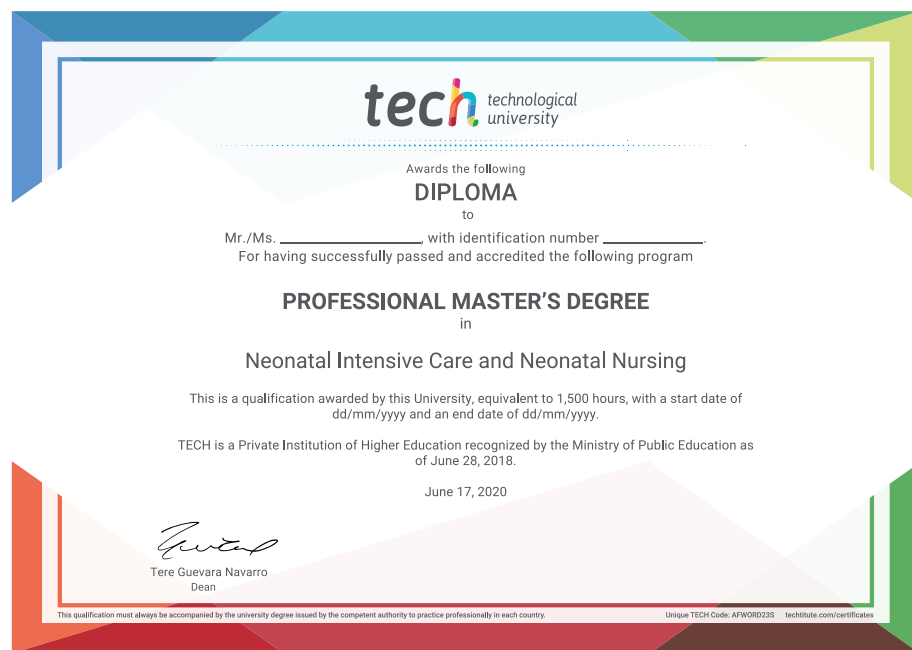 tech technological
university
Awards the following
DIPLOMA
to
Mr./Ms. ____________________, with identification number ______________.
For having successfully passed and accredited the following program
PROFESSIONAL MASTER'S DEGREE
in
Neonatal Intensive Care and Neonatal Nursing
This is a qualification awarded by this University, equivalent to 1,500 hours, with a start date of
dd/mm/yyyy and an end date of dd/mm/yyyy.
TECH is a Private Institution of Higher Education recognized by the Ministry of Public Education as
of June 28, 2018.
June 17, 2020
Tere Guevara Navarro
Dean
This qualification must always be accompanied by the university degree issued by the competent authority to practice professionally in each country. Unique TECH Code: AFWORD23S techtitute.com/certificates